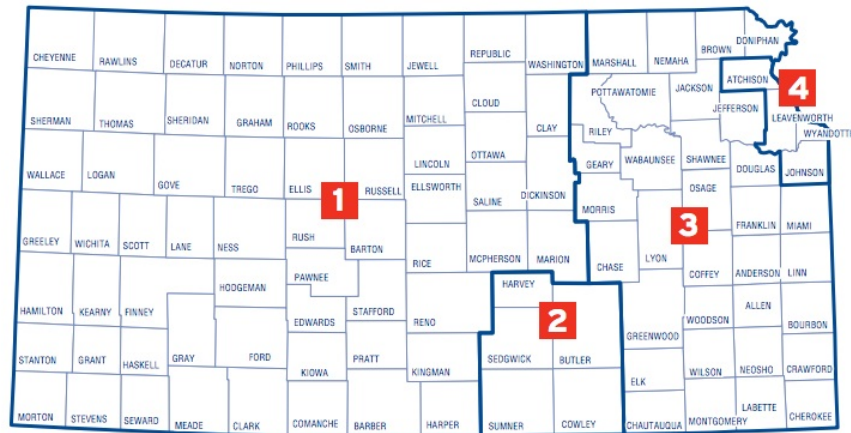 CHEYENNE
RAWLINS
DECATUR
NORTON
PHILLIPS
SMITH
JEWELL
REPUBLIC
WASHINGTON
MARSHALL
NEMAHA
BROWN
DONIPHAN
SHERMAN
THOMAS
SHERIDAN
GRAHAM
ROOKS
OSBORNE
MITCHELL
CLOUD
CLAY
POTTAWATOMIE
JACKSON
ATCHISON
4
JEFFERSON
LEAVENWORTH
WYANDOTT
RILEY
WALLACE
LOGAN
GOVE
TREGO
ELLIS
RUSSELL
LINCOLN
ELLSWORTH
OTTAWA
SALINE
DICKINSON
GEARY
WABAUNSEE
SHAWNEE
DOUGLAS
JOHNSON
1
OSAGE
MORRIS
3
GREELEY
WICHITA
SCOTT
LANE
NESS
RUSH
BARTON
RICE
MCPHERSON
MARION
CHASE
LYON
COFFEY
FRANKLIN
MIAMI
ANDERSON
LINN
HODGEMAN
PAWNEE
HARVEY
2
HAMILTON
KEARNY
FINNEY
EDWARDS
STAFFORD
RENO
GREENWOOD
WOODSON
ALLEN
BOURBON
STANTON
GRANT
HASKELL
GRAY
FORD
KIOWA
PRATT
KINGMAN
SEDGWICK
BUTLER
ELK
WILSON
NEOSHO
CRAWFORD
MORTON
STEVENS
SEWARD
MEADE
CLARK
COMANCHE
BARBER
HARPER
SUMNER
COWLEY
CHAUTAUQUA
MONTGOMERY
LABETTE
CHEROKEE